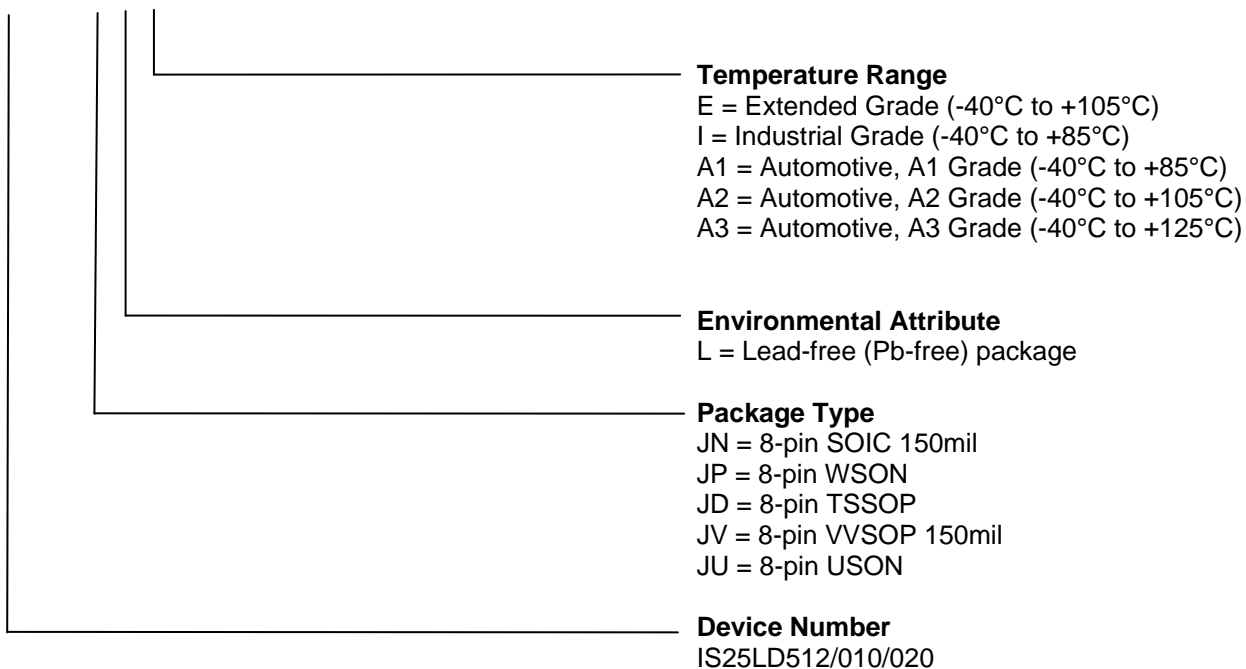 Temperature Range
E = Extended Grade (-40°C to +105°C)
I = Industrial Grade (-40°C to +85°C)
A1 = Automotive, A1 Grade (-40°C to +85°C)
A2 = Automotive, A2 Grade (-40°C to +105°C)
A3 = Automotive, A3 Grade (-40°C to +125°C)
Environmental Attribute
L = Lead-free (Pb-free) package
Package Type
JN = 8-pin SOIC 150mil
JP = 8-pin WSON
JD = 8-pin TSSOP
JV = 8-pin VVSOP 150mil
JU = 8-pin USON
Device Number
IS25LD512/010/020